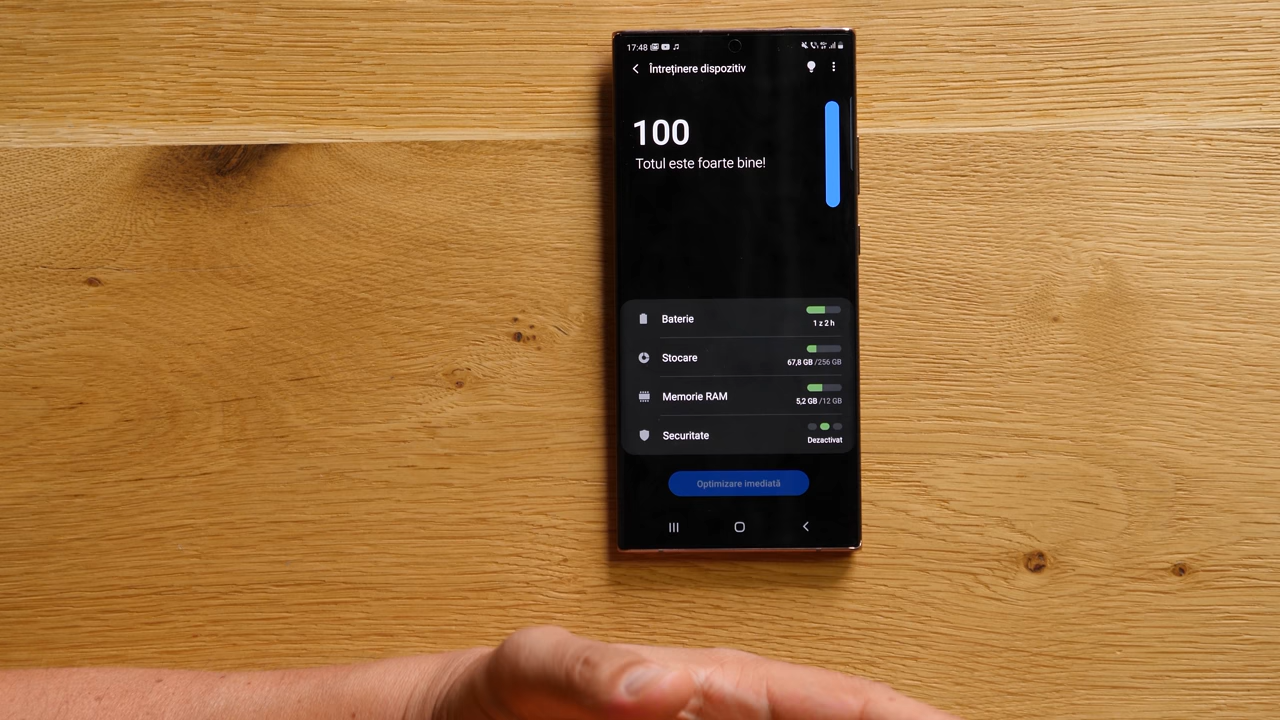 17:48
Întreținere dispozitiv
100
Totul este foarte bine!
Baterie
1 z 2 h
Stocare
67,8 GB /256 GB
Memorie RAM
5,2 GB /12 GB
Securitate
Dezactivat
Optimizare imediată